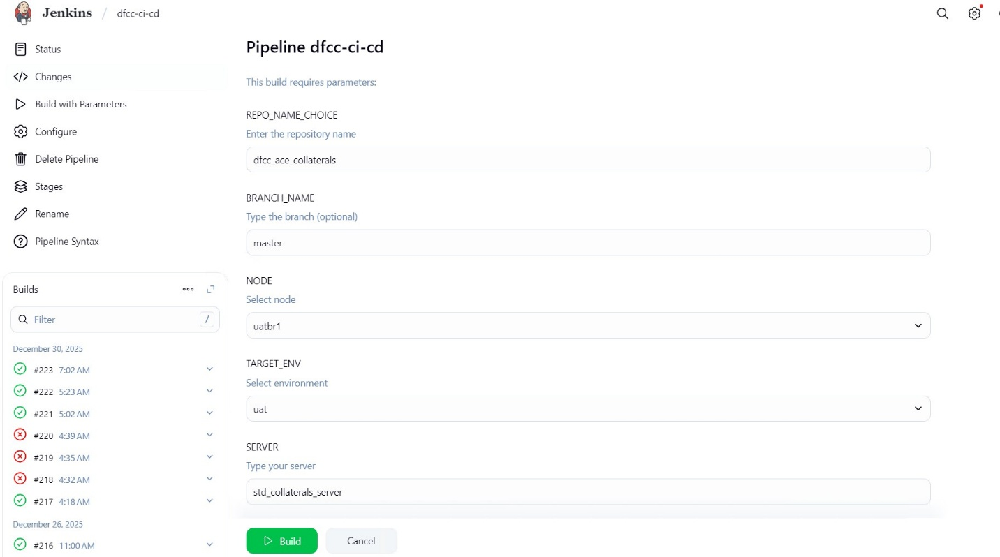 Jenkins / dfcc-ci-cd
Status
Changes
Build with Parameters
Configure
Delete Pipeline
Stages
Rename
Pipeline Syntax
Builds
Filter /
December 30, 2025
#223 7:02 AM
#222 5:23 AM
#221 5:02 AM
#220 4:39 AM
#219 4:35 AM
#218 4:32 AM
#217 4:18 AM
December 26, 2025
#216 11:00 AM
Pipeline dfcc-ci-cd
This build requires parameters:
REPO_NAME_CHOICE
Enter the repository name
dfcc_ace_collaterals
BRANCH_NAME
Type the branch (optional)
master
NODE
Select node
uatbr1
TARGET_ENV
Select environment
uat
SERVER
Type your server
std_collaterals_server
Build
Cancel